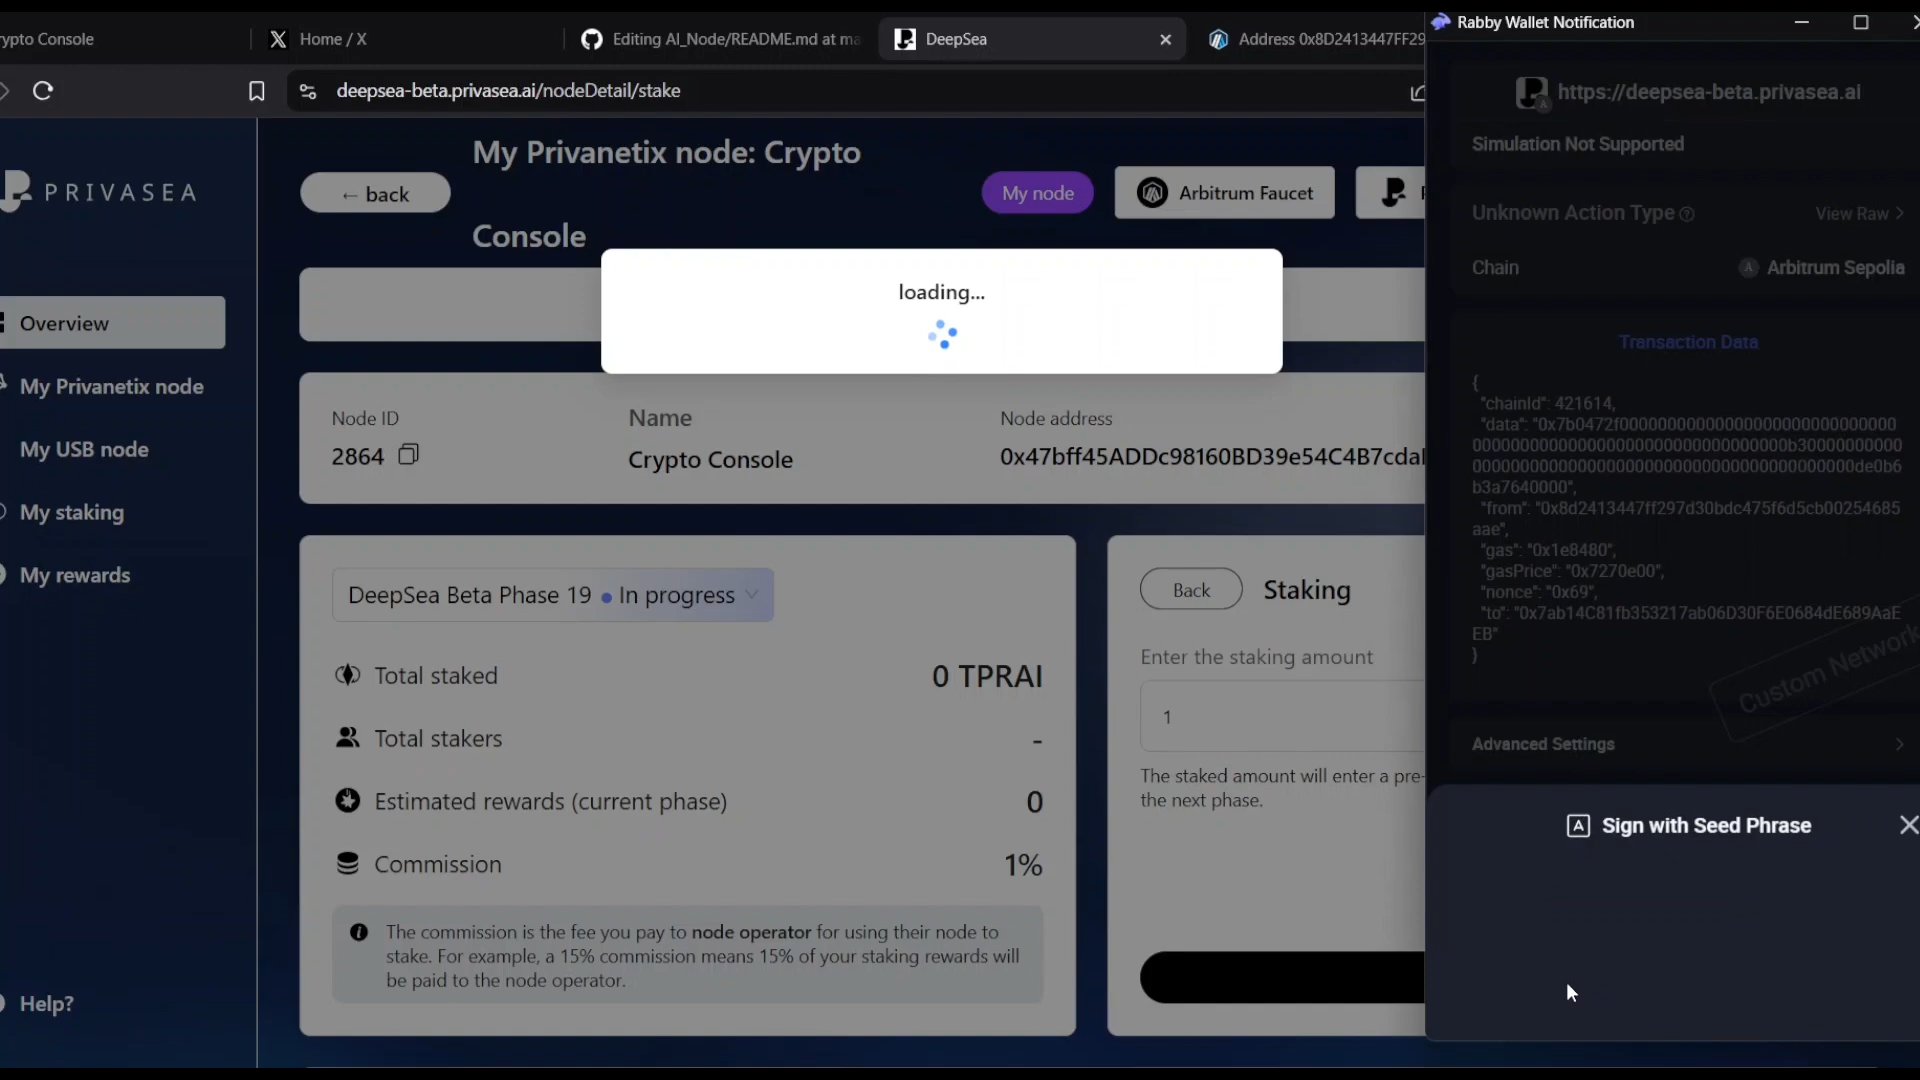 rypto Console
Home / X
Editing AI_Node/README.md at ma
DeepSea
Address 0x8D2413447FF29
deepsea-beta.privasea.ai/nodeDetail/stake
PRIVASEA
Overview
My Privanetix node
My USB node
My staking
My rewards
Help?
← back
My Privanetix node: Crypto
Console
My node
Arbitrum Faucet
loading...
Node ID
2864
Name
Crypto Console
Node address
0x47bff45ADDc98160BD39e54C4B7cdal
DeepSea Beta Phase 19 • In progress
Total staked
0 TPRAI
Total stakers
-
Estimated rewards (current phase)
0
Commission
1%
The commission is the fee you pay to node operator for using their node to
stake. For example, a 15% commission means 15% of your staking rewards will
be paid to the node operator.
Back
Staking
Enter the staking amount
1
The staked amount will enter a pre-
the next phase.
Rabby Wallet Notification
https://deepsea-beta.privasea.ai
Simulation Not Supported
Unknown Action Type
View Raw >
Chain
Arbitrum Sepolia
Transaction Data
{
"chainId": 421614,
"from": "0x8d2413447ff297d30bdc475f6d5cb00254685
aae",
"gas": "0x1e8480",
"gasPrice": "0x7270e00",
"nonce": "0x69",
"to": "0x7ab14C81fb353217ab06D30F6E0684dE689AaE
EB"
}
Custom Network
Advanced Settings
Sign with Seed Phrase